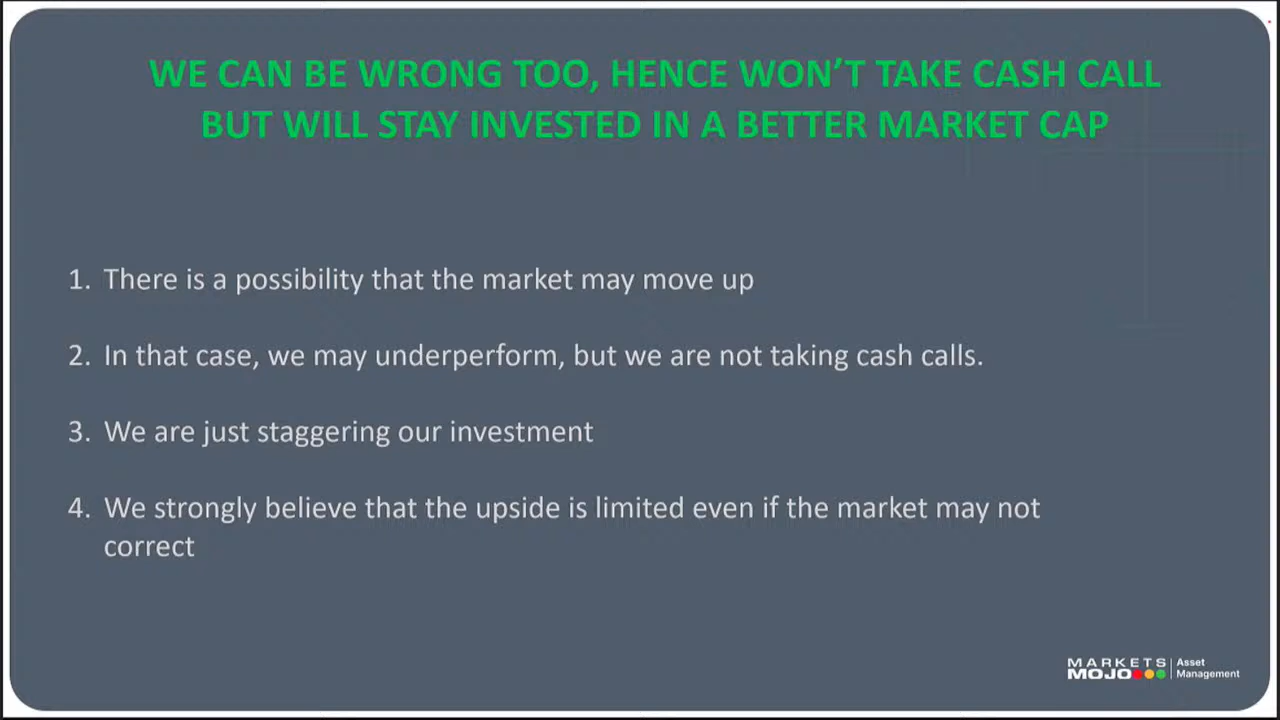 WE CAN BE WRONG TOO, HENCE WON'T TAKE CASH CALL
BUT WILL STAY INVESTED IN A BETTER MARKET CAP
1. There is a possibility that the market may move up
2. In that case, we may underperform, but we are not taking cash calls.
3. We are just staggering our investment
4. We strongly believe that the upside is limited even if the market may not
correct
MARKETS
MOJO
Asset
Management